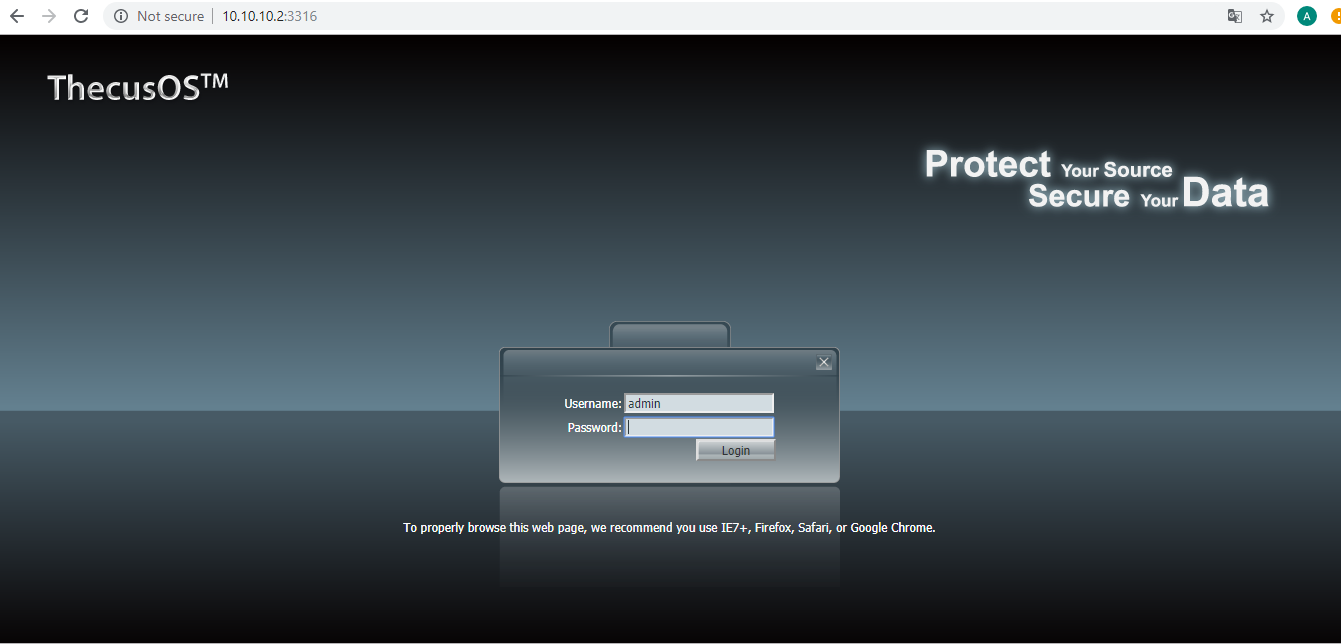 Not secure 10.10.10.2:3316
A
ThecusOS™
Protect Your Source
Secure Your Data
Username: admin
Password:
Login
To properly browse this web page, we recommend you use IE7+, Firefox, Safari, or Google Chrome.